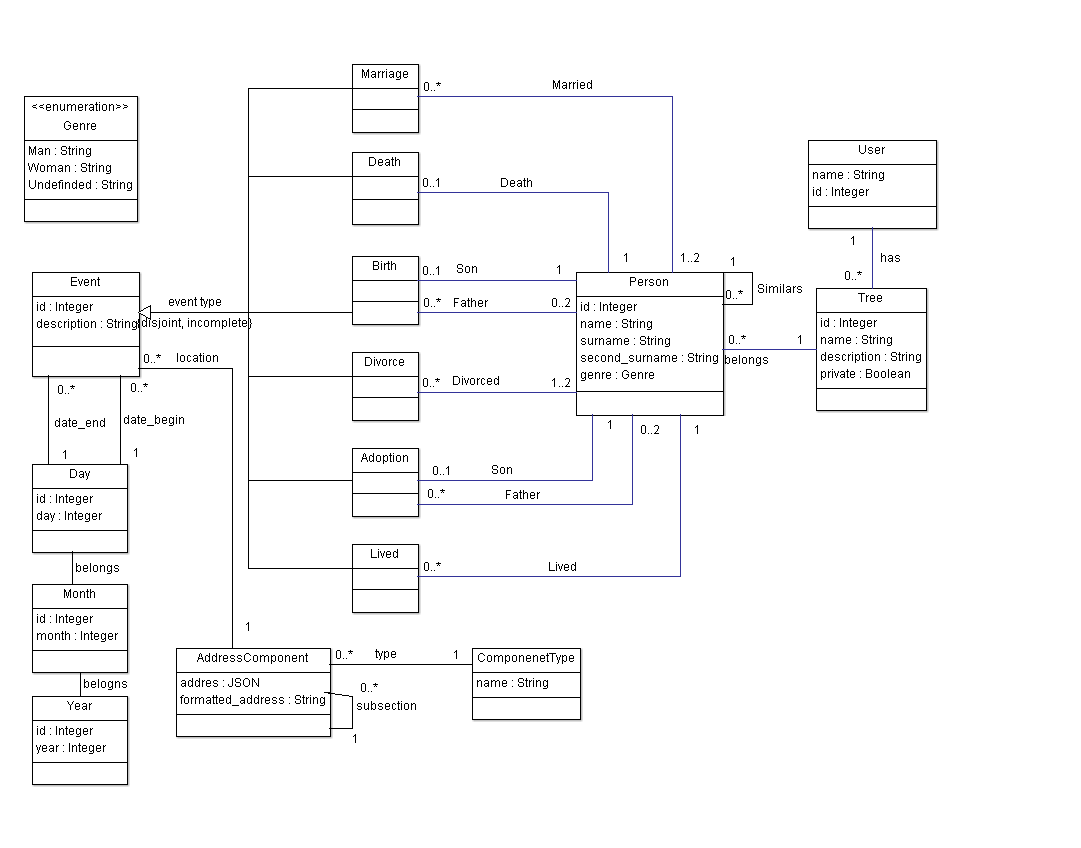 <<enumeration>>
Genre
Man : String
Woman : String
Undefinded : String
Marriage
0..*
Married
Death
0..1
Death
1
1..2
Birth
0..1
Son
1
0..*
Father
0..2
Event
id : Integer
description : String
event type
{disjoint, incomplete}
0..*
location
Divorce
0..*
Divorced
1..2
Person
id : Integer
name : String
surname : String
second_surname : String
genre : Genre
1
0..*
Similars
User
name : String
id : Integer
1
has
0..*
Tree
id : Integer
name : String
description : String
private : Boolean
0..*
1
belongs
0..*
0..*
date_end
date_begin
1
1
Day
id : Integer
day : Integer
belongs
Month
id : Integer
month : Integer
belogns
Year
id : Integer
year : Integer
Adoption
0..1
Son
1
0..*
Father
0..2
Lived
0..*
Lived
1
1
AddressComponent
addres : JSON
formatted_address : String
0..*
type
1
ComponenetType
name : String
0..*
subsection
1